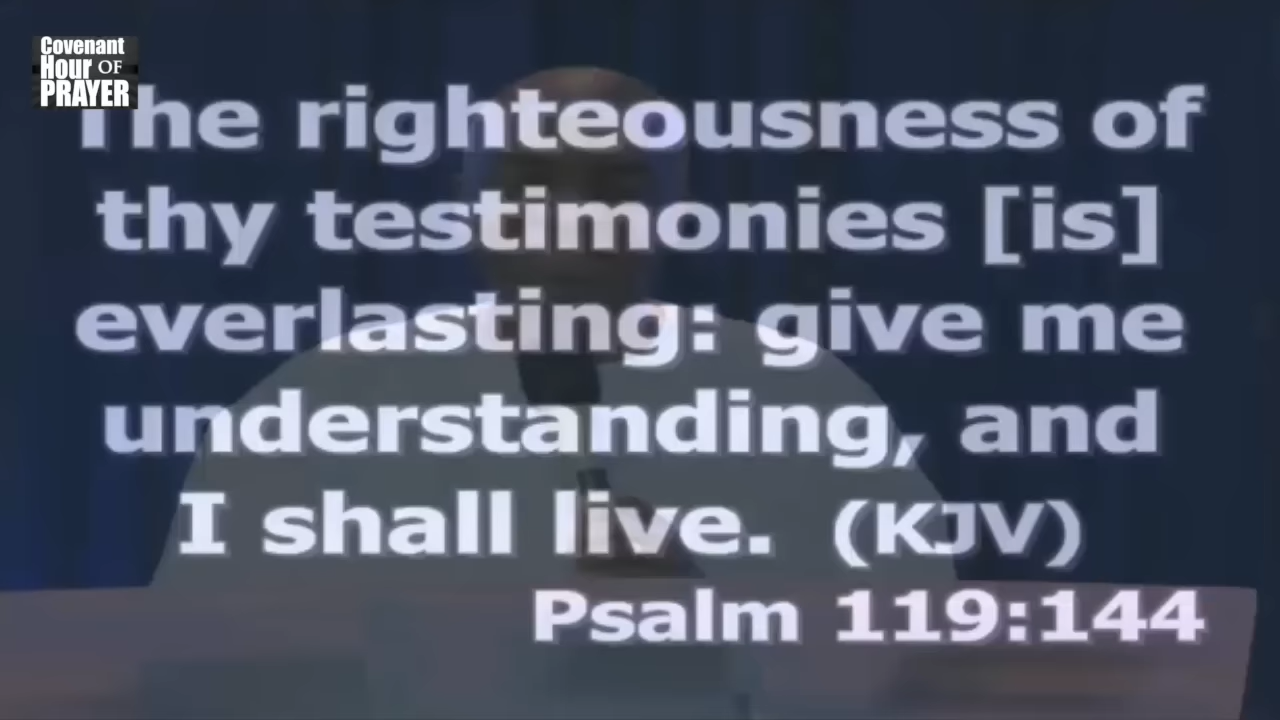 Covenant
Hour OF
PRAYER
The righteousness of
thy testimonies [is]
everlasting: give me
understanding, and
I shall live. (KJV)
Psalm 119:144